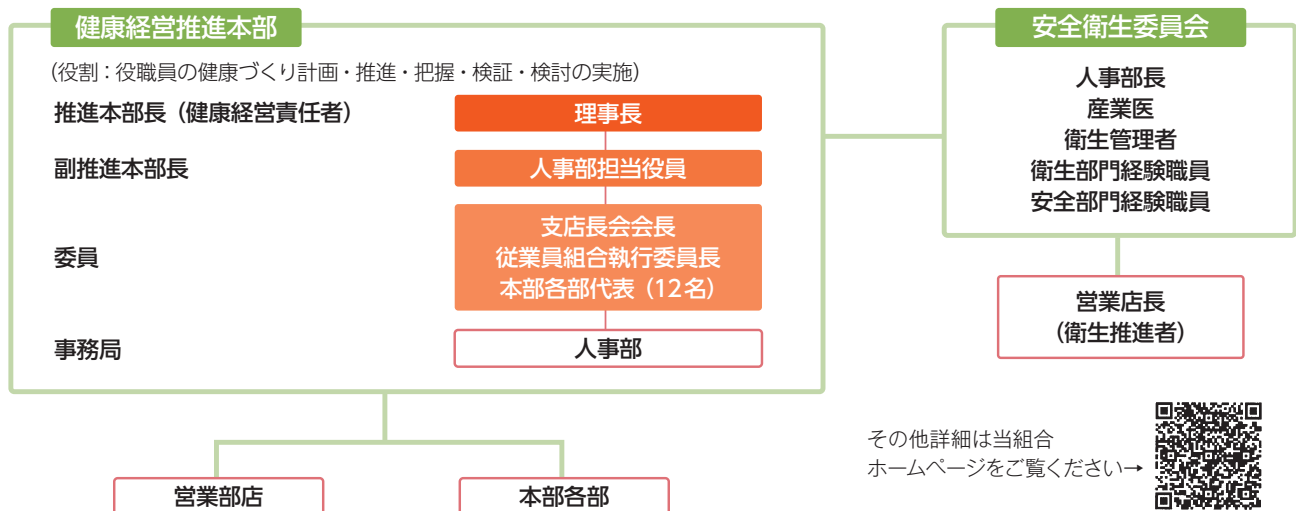 健康経営推進本部
(役割：役職員の健康づくり計画・推進・把握・検証・検討の実施)
推進本部長（健康経営責任者）
理事長
副推進本部長
人事部担当役員
委員
支店長会会長
従業員組合執行委員長
本部各部代表（12名）
事務局
人事部
営業部店
本部各部
安全衛生委員会
人事部長
産業医
衛生管理者
衛生部門経験職員
安全部門経験職員
営業店長
（衛生推進者）
その他詳細は当組合
ホームページをご覧ください→